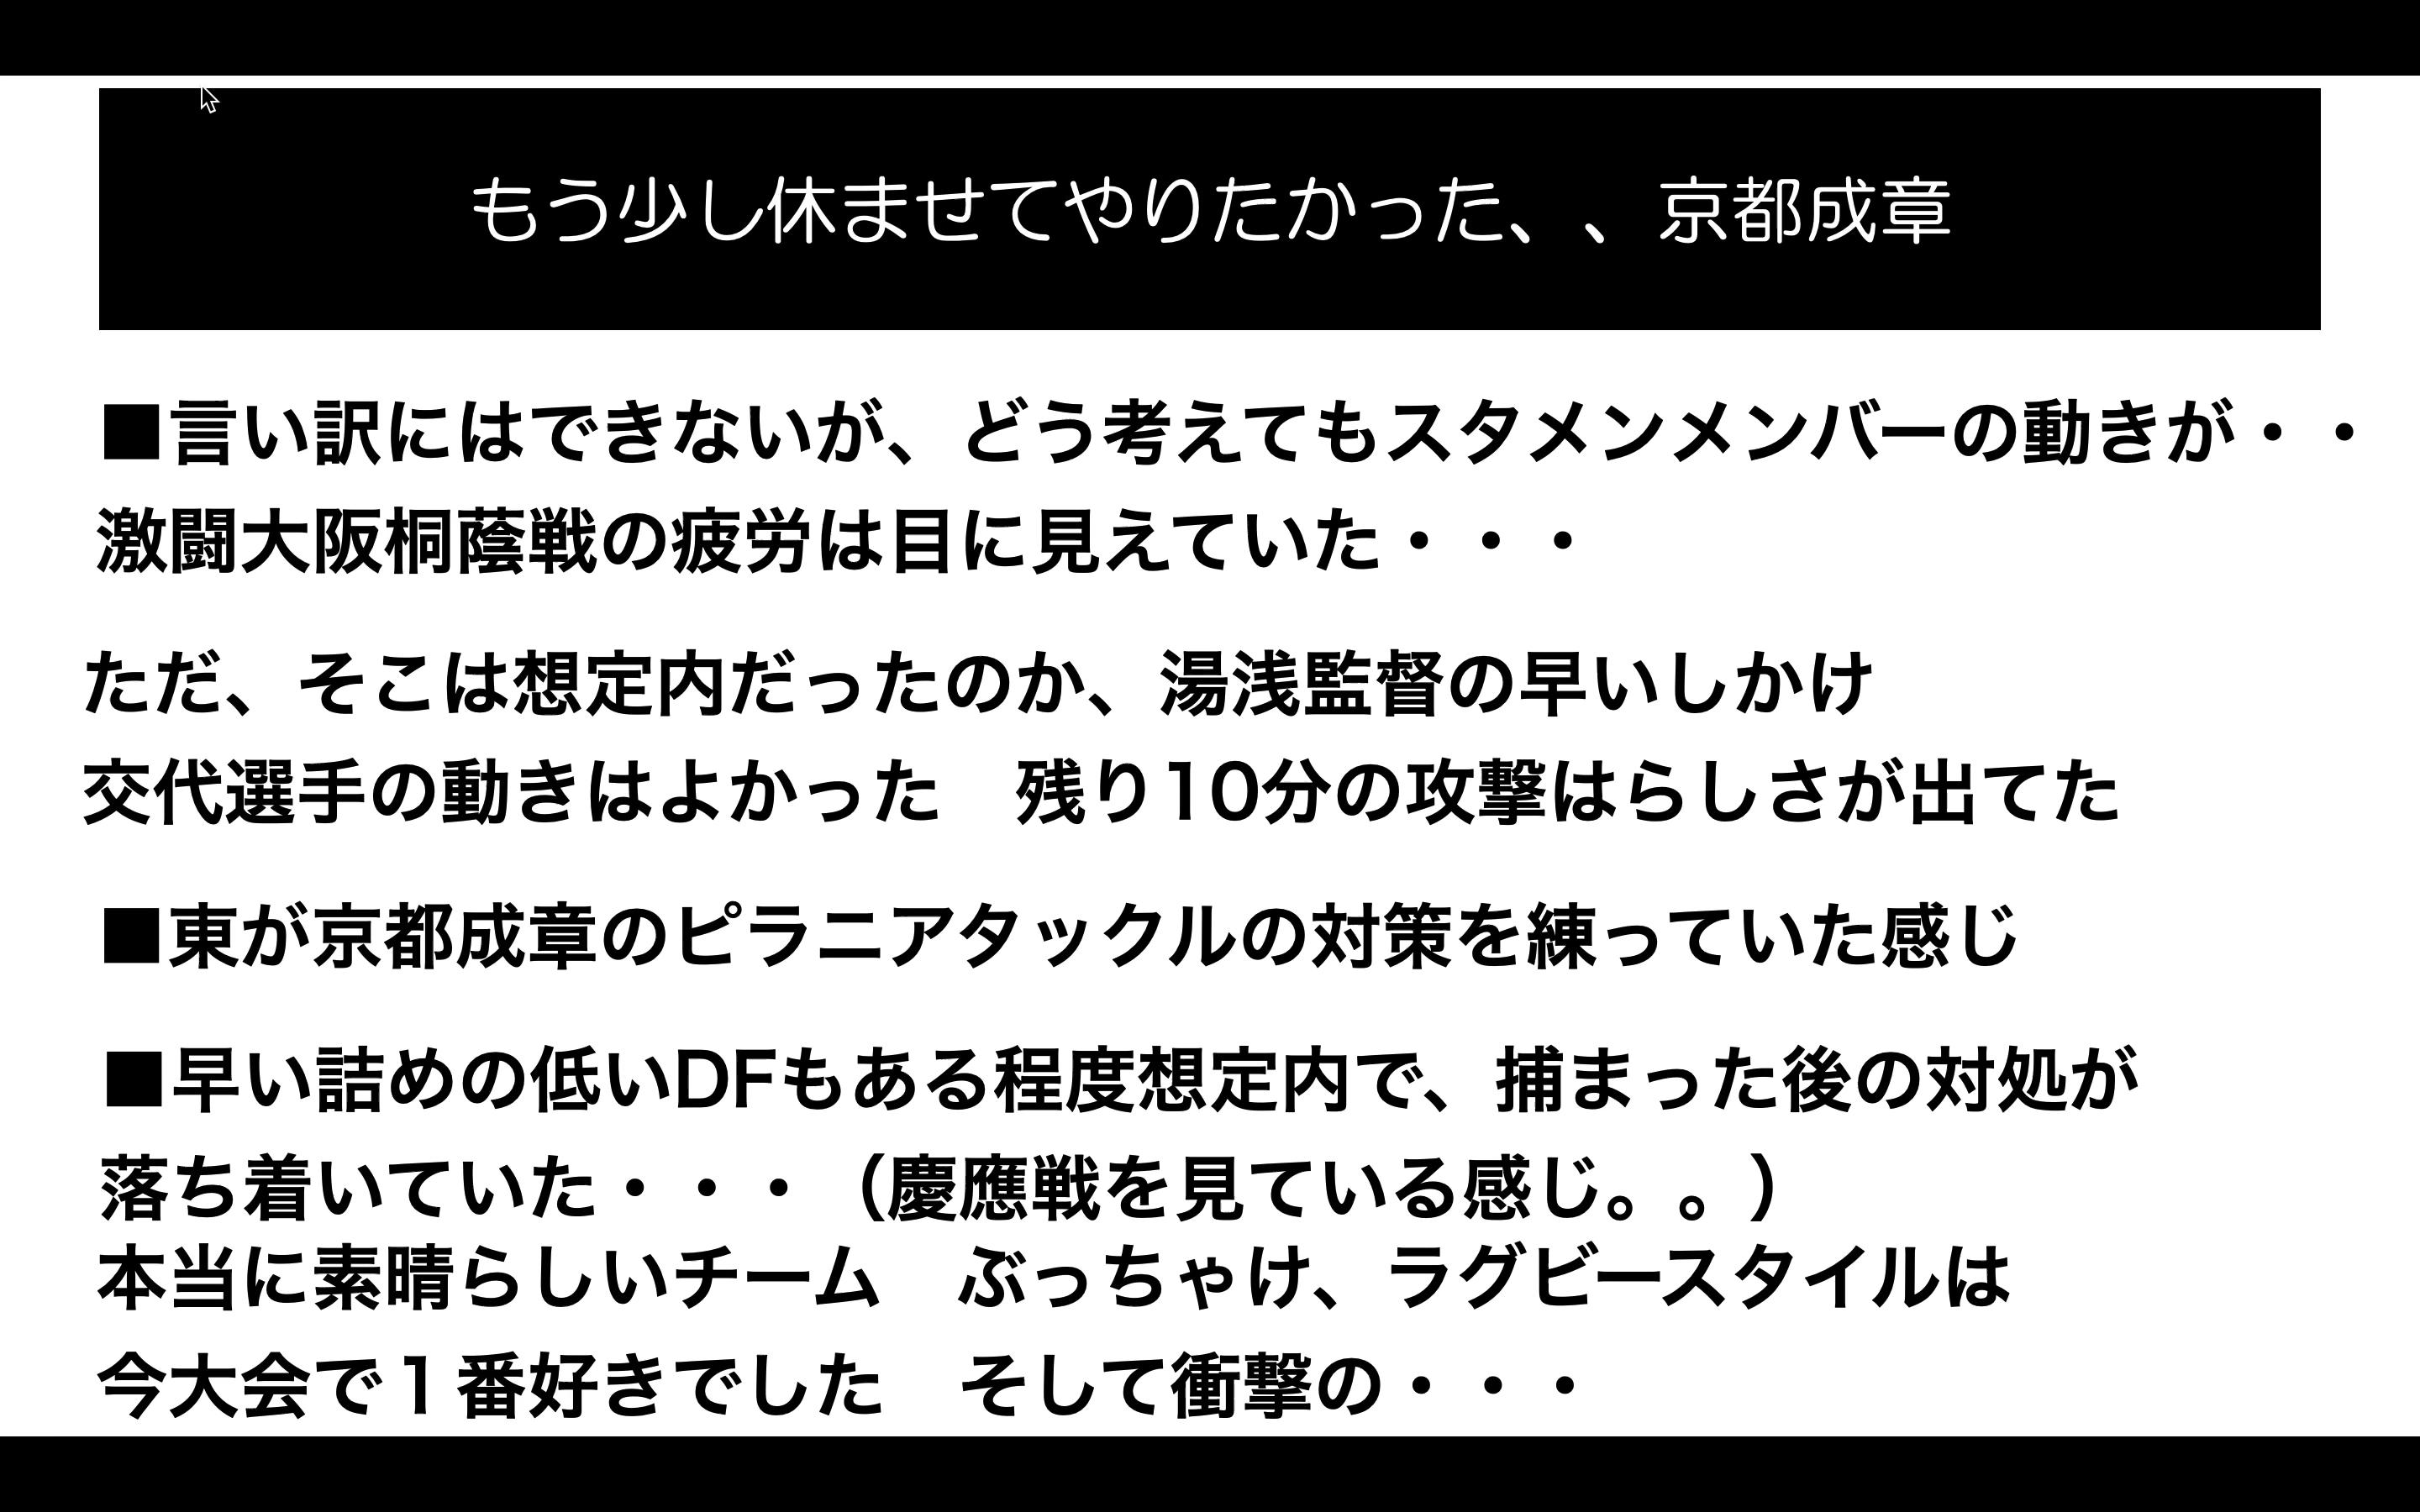 もう少し休ませてやりたかった、、京都成章
■言い訳にはできないが、どう考えてもスタメンメンバーの動きが・・
激闘大阪桐蔭戦の疲労は目に見えていた・・・
ただ、そこは想定内だったのか、湯浅監督の早いしかけ
交代選手の動きはよかった　残り10分の攻撃はらしさが出てた
■東が京都成章のピラニアタックルの対策を練っていた感じ
■早い詰めの低いDFもある程度想定内で、捕まった後の対処が
落ち着いていた・・・（慶應戦を見ている感じ。。）
本当に素晴らしいチーム　ぶっちゃけ、ラグビースタイルは
今大会で１番好きでした　そして衝撃の・・・